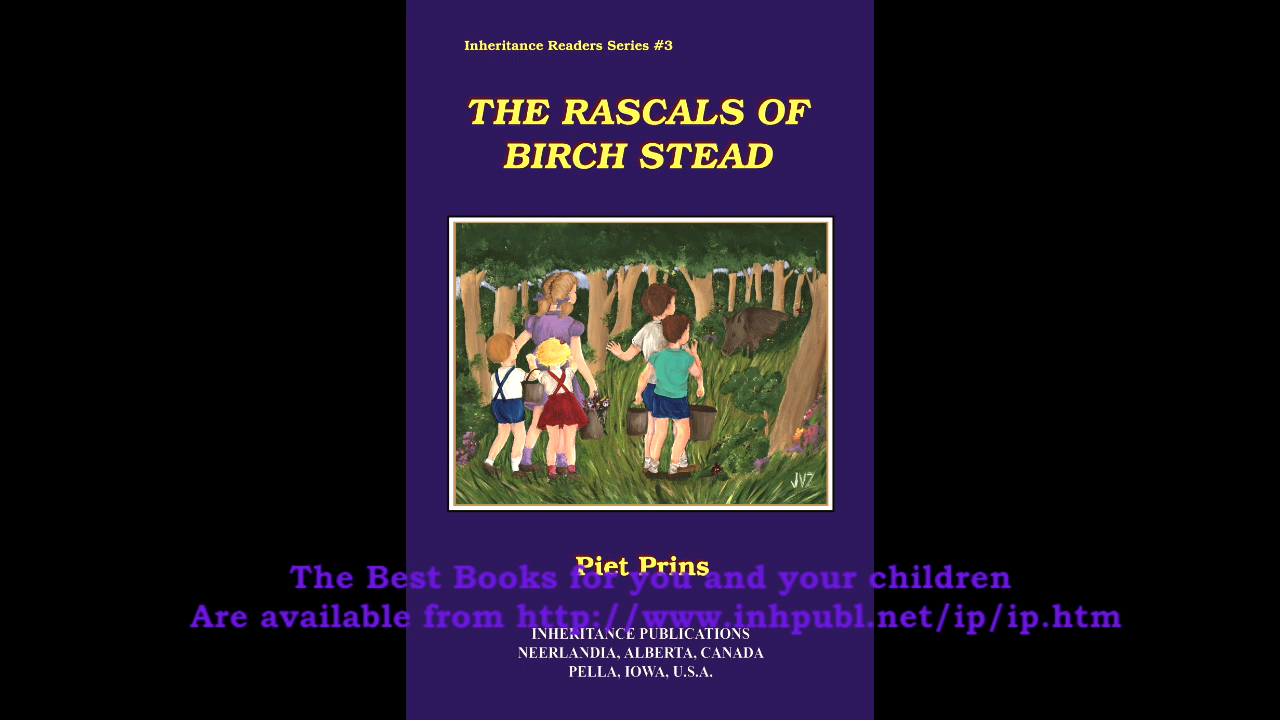 Inheritance Readers Series #3
THE RASCALS OF
BIRCH STEAD
JVZ
Piet Prins
The Best Books for you and your children
Are available from http://www.inhpubl.net/ip/ip.htm
INHERITANCE PUBLICATIONS
NEERLANDIA, ALBERTA, CANADA
PELLA, IOWA, U.S.A.